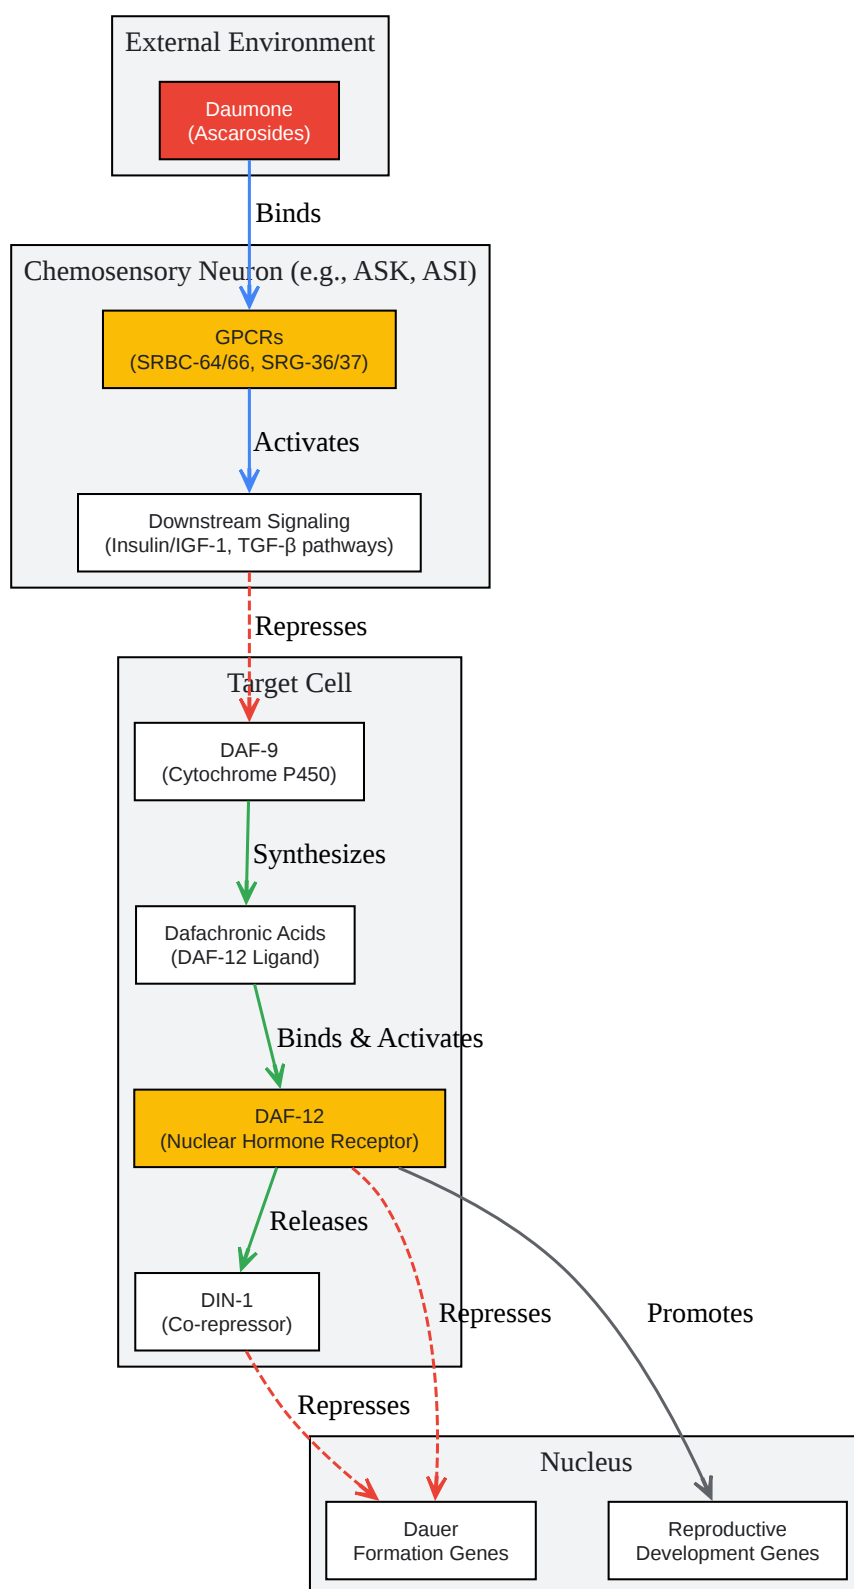 External Environment
Daumone
(Ascarosides)
Binds
Chemosensory Neuron (e.g., ASK, ASI)
GPCRs
(SRBC-64/66, SRG-36/37)
Activates
Downstream Signaling
(Insulin/IGF-1, TGF-β pathways)
Represses
Target Cell
DAF-9
(Cytochrome P450)
Synthesizes
Dafachronic Acids
(DAF-12 Ligand)
Binds & Activates
DAF-12
(Nuclear Hormone Receptor)
Releases
DIN-1
(Co-repressor)
Represses
Promotes
Represses
Nucleus
Dauer
Formation Genes
Reproductive
Development Genes